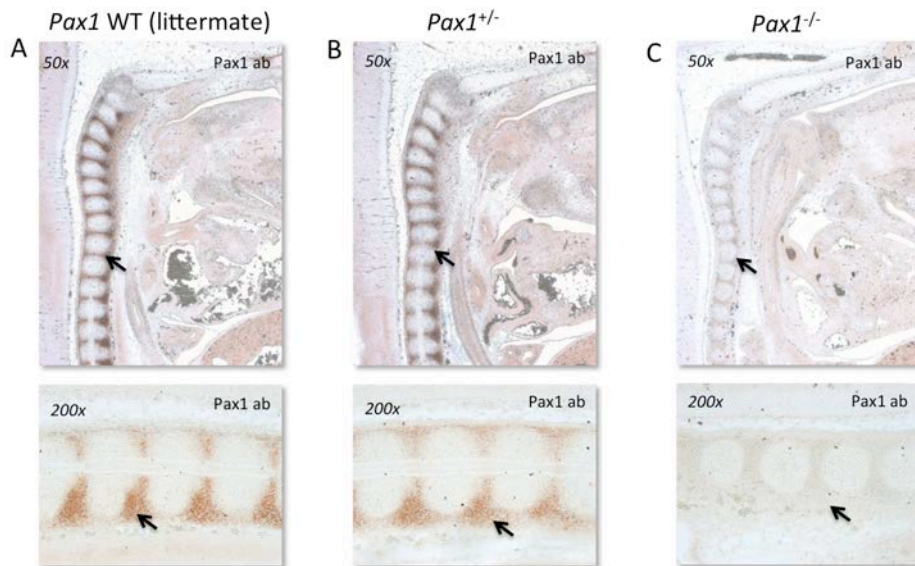 Pax1 WT (littermate)
Pax1+/-
Pax1-/-
A
50x
Pax1 ab
B
50x
Pax1 ab
C
50x
Pax1 ab
200x
Pax1 ab
200x
Pax1 ab
200x
Pax1 ab